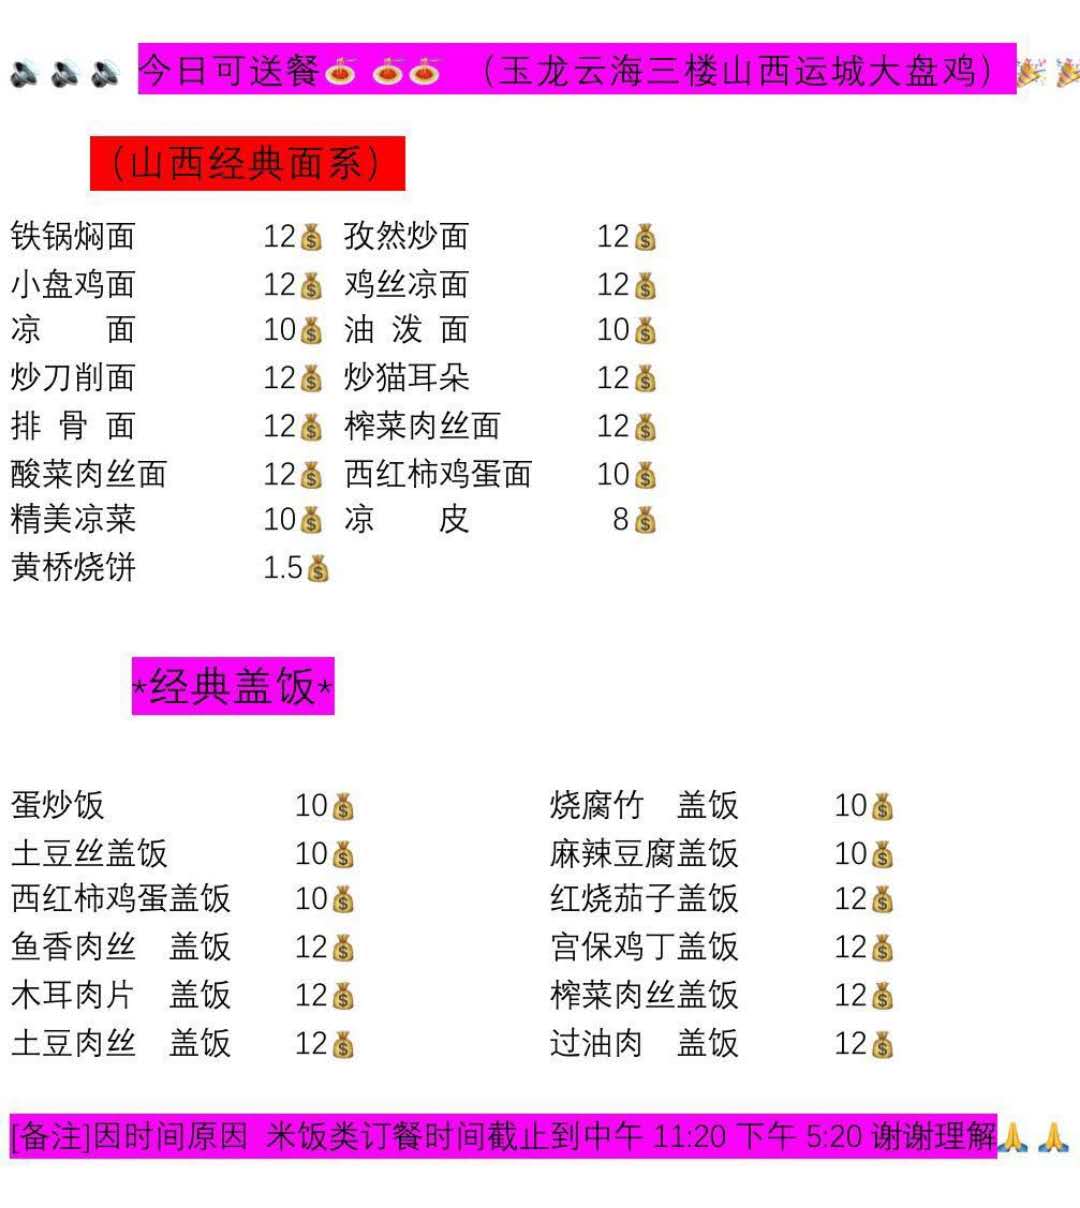 今日可送餐 （玉龙云海三楼山西运城大盘鸡）
（山西经典面系）
铁锅焖面 12 孜然炒面 12
小盘鸡面 12 鸡丝凉面 12
凉 面 10 油 泼 面 10
炒刀削面 12 炒猫耳朵 12
排 骨 面 12 榨菜肉丝面 12
酸菜肉丝面 12 西红柿鸡蛋面 10
精美凉菜 10 凉 皮 8
黄桥烧饼 1.5
*经典盖饭*
蛋炒饭 10 烧腐竹 盖饭 10
土豆丝盖饭 10 麻辣豆腐盖饭 10
西红柿鸡蛋盖饭 10 红烧茄子盖饭 12
鱼香肉丝 盖饭 12 宫保鸡丁盖饭 12
木耳肉片 盖饭 12 榨菜肉丝盖饭 12
土豆肉丝 盖饭 12 过油肉 盖饭 12
[备注]因时间原因 米饭类订餐时间截止到中午 11:20 下午 5:20 谢谢理解